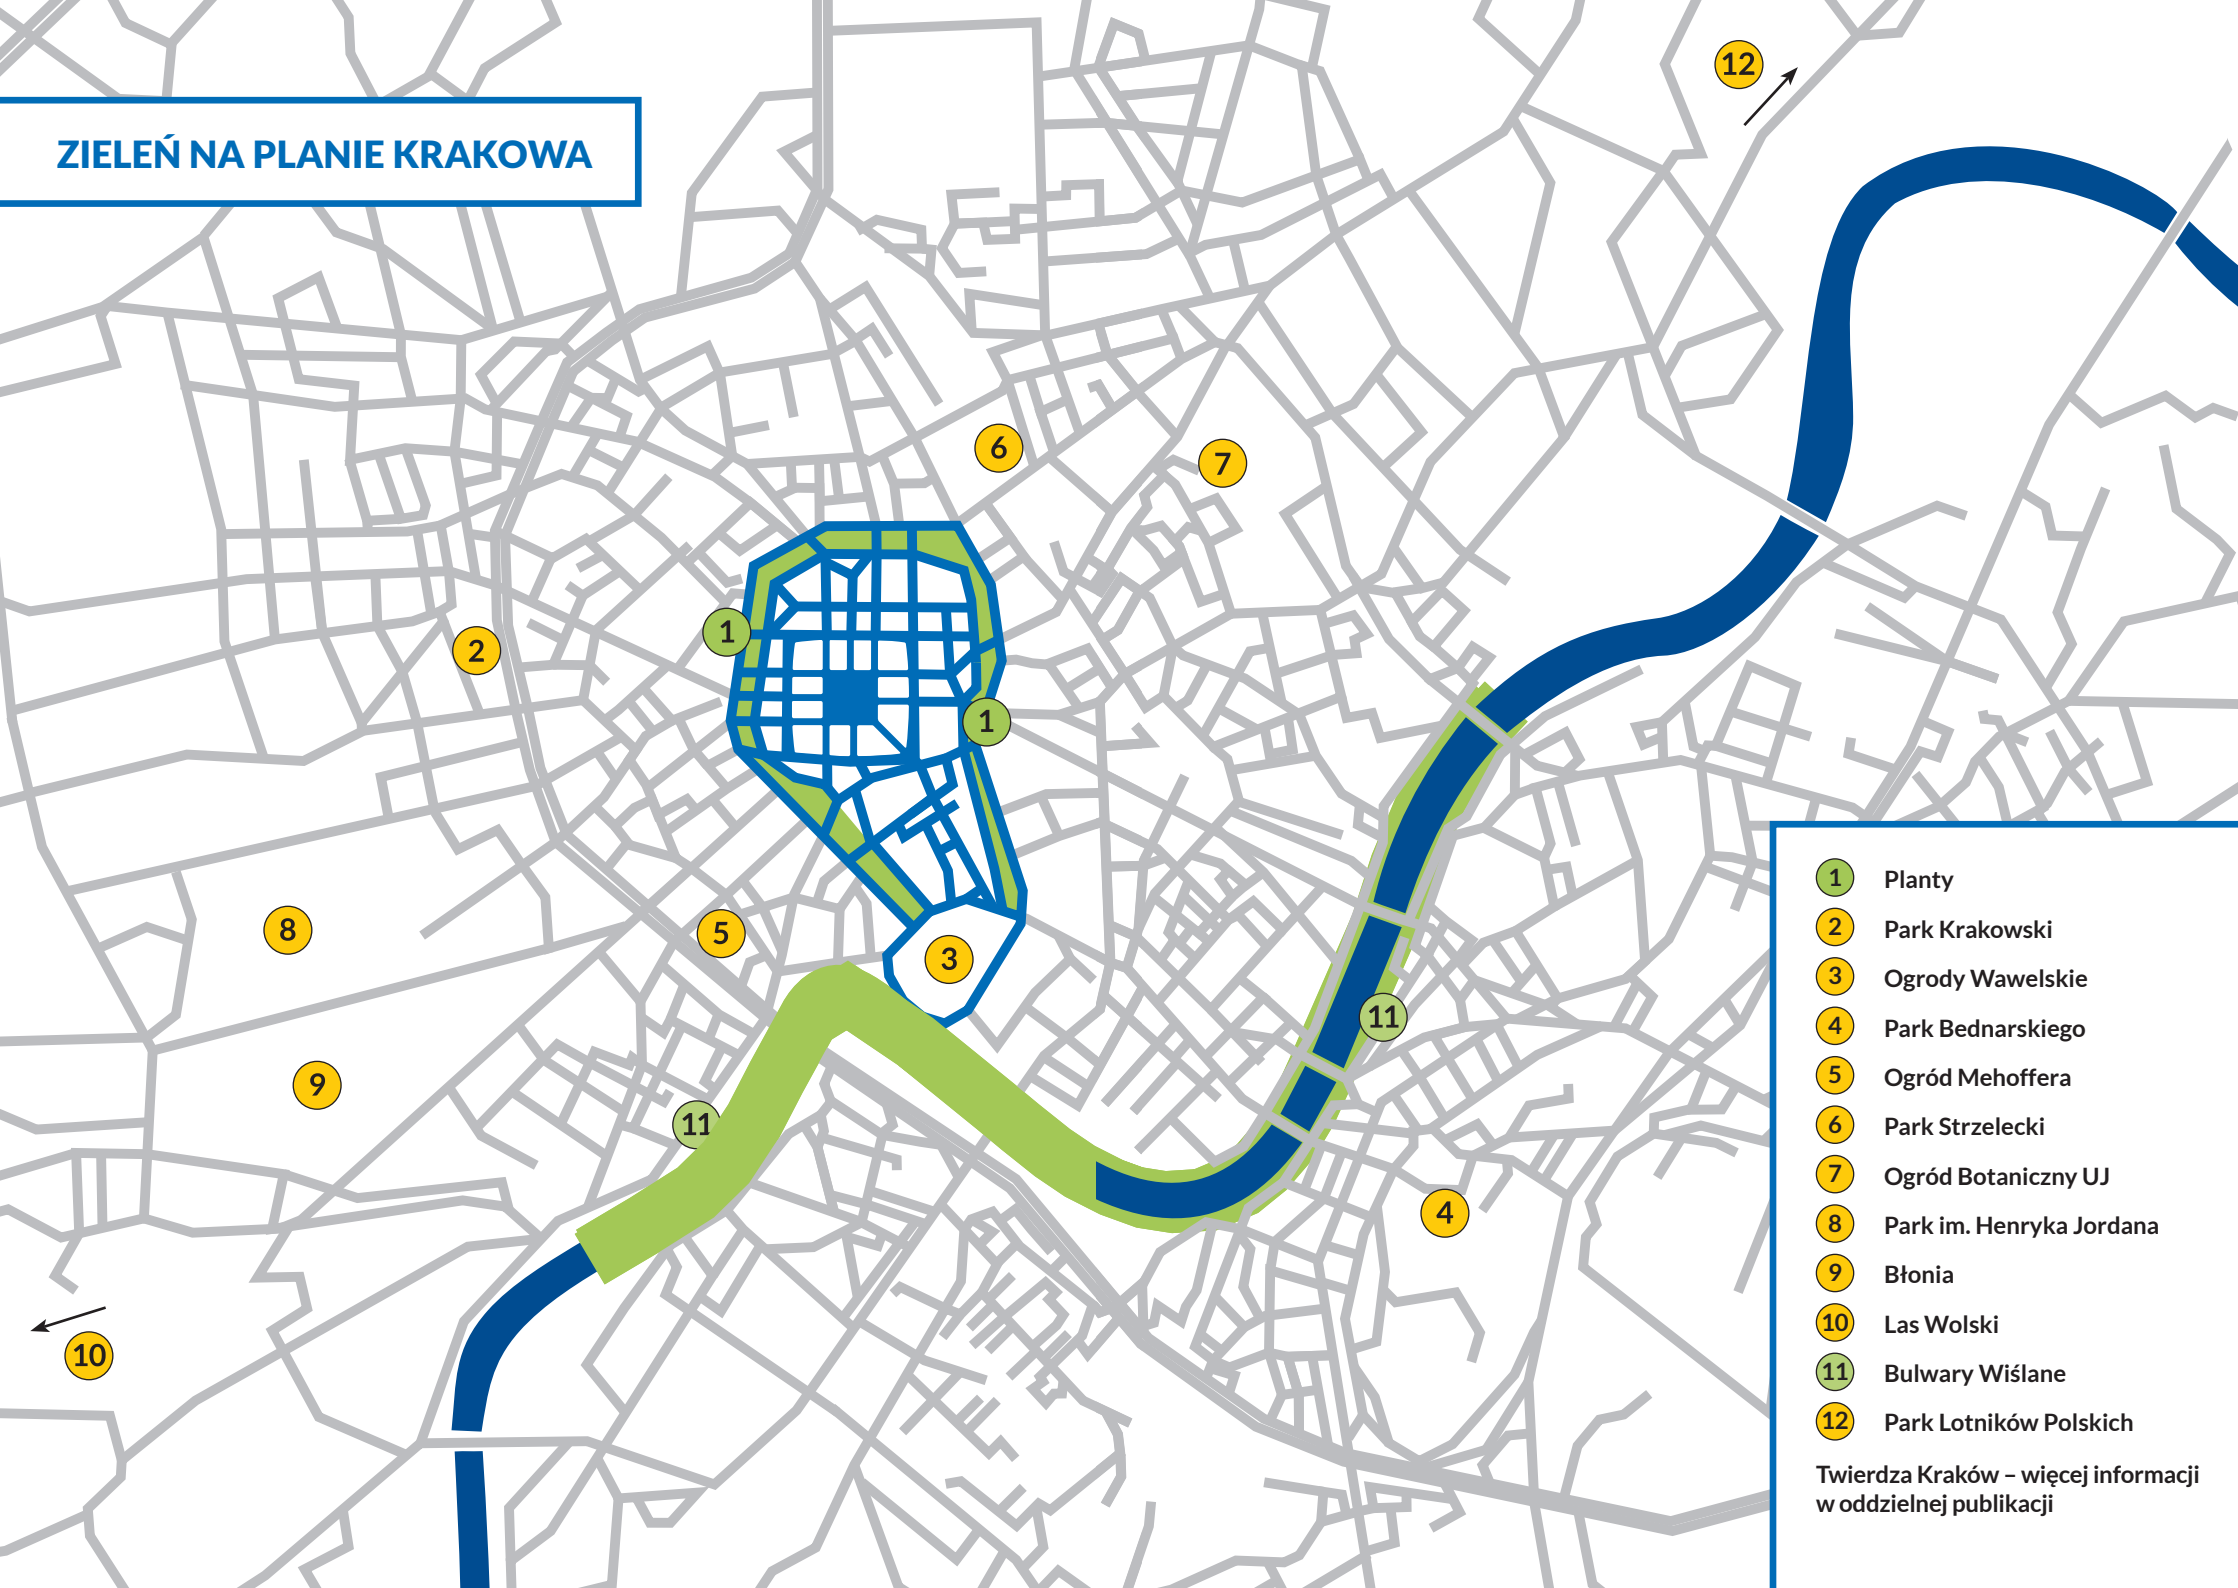 12
ZIELEŃ NA PLANIE KRAKOWA
6
7
1
2
1
8
5
3
11
9
11
4
10
1 Planty
2 Park Krakowski
3 Ogrody Wawelskie
4 Park Bednarskiego
5 Ogród Mehoffera
6 Park Strzelecki
7 Ogród Botaniczny UJ
8 Park im. Henryka Jordana
9 Błonia
10 Las Wolski
11 Bulwary Wiślane
12 Park Lotników Polskich
Twierdza Kraków – więcej informacji
w oddzielnej publikacji